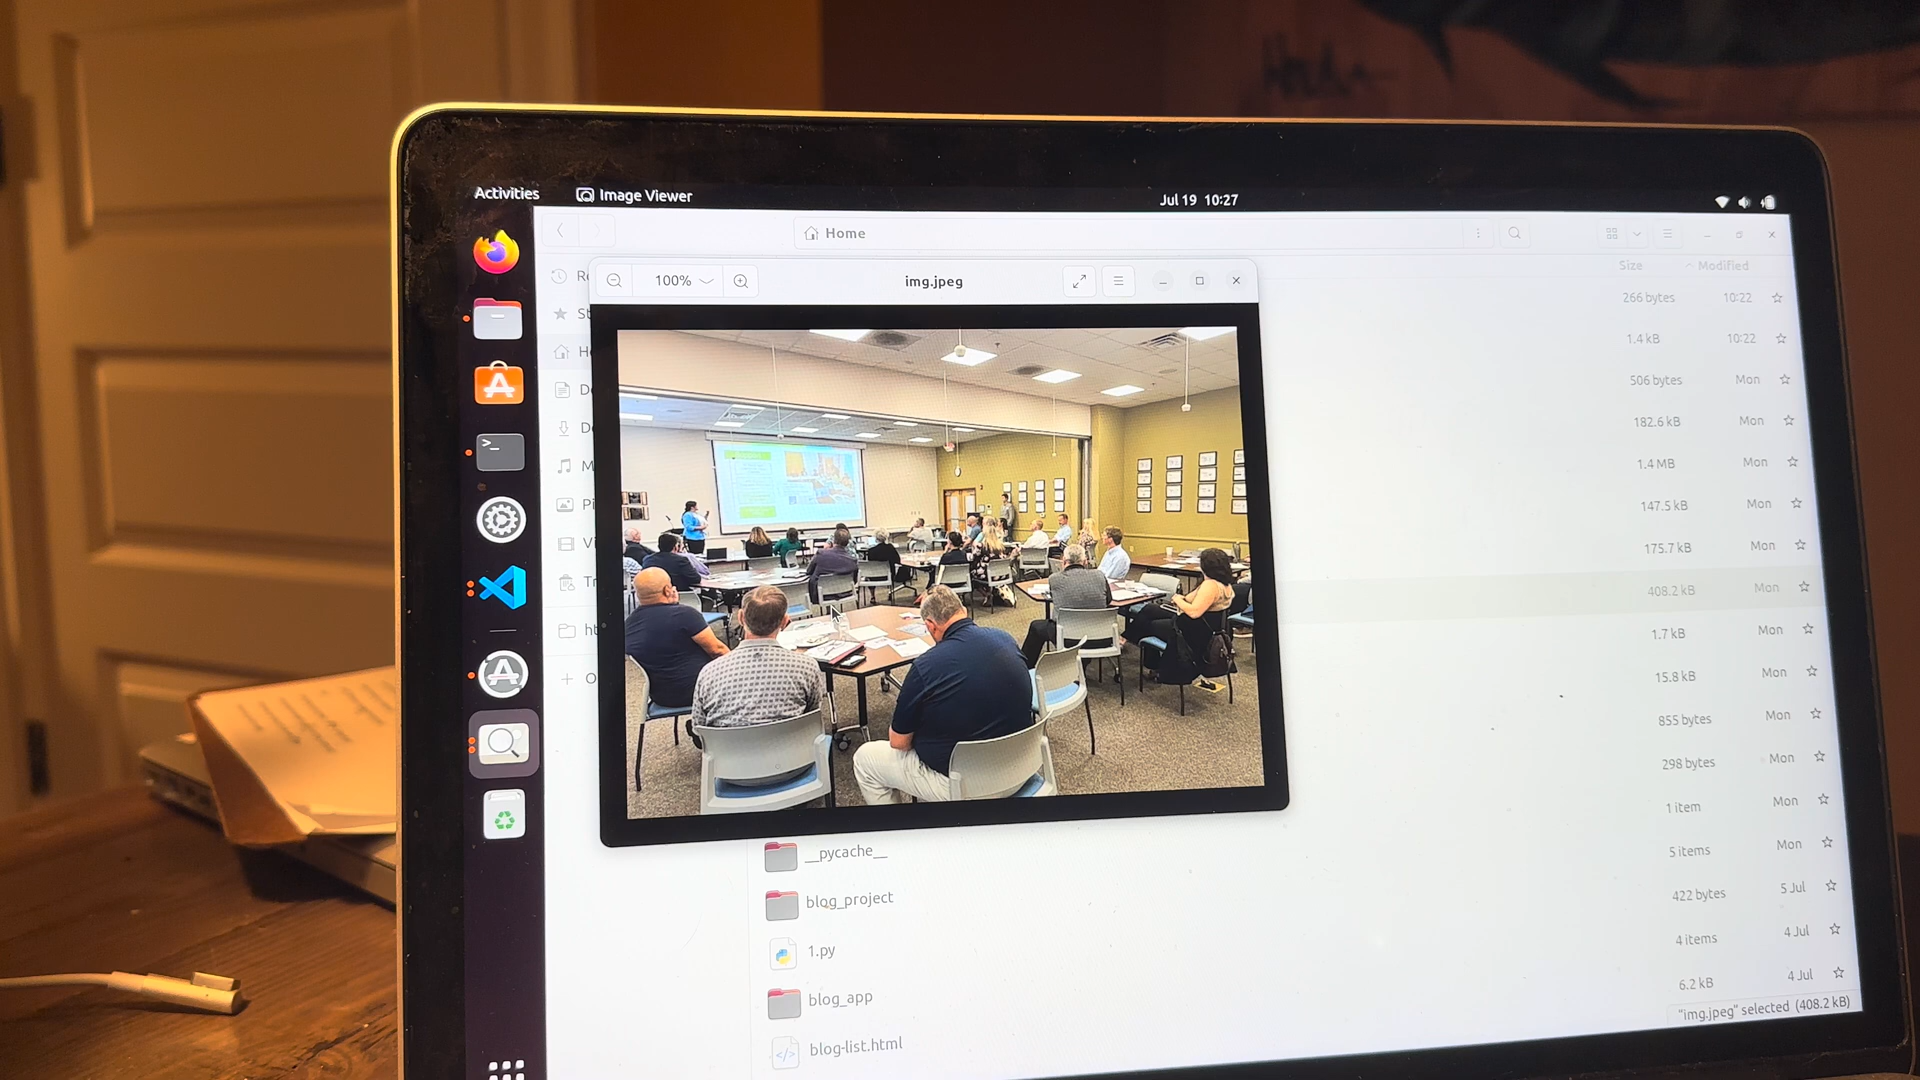 Activities
Image Viewer
Jul 19 10:27
Home
Size
Modified
100%
img.jpeg
266 bytes 10:22
1.4 kB 10:22
506 bytes Mon
182.6 kB Mon
1.4 MB Mon
147.5 kB Mon
175.7 kB Mon
408.2 kB Mon
1.7 kB Mon
15.8 kB Mon
855 bytes Mon
298 bytes Mon
1 item Mon
__pycache__
5 items Mon
blog_project
422 bytes 5 Jul
1.py
4 items 4 Jul
blog_app
6.2 kB 4 Jul
"img.jpeg" selected (408.2 kB)
blog-list.html